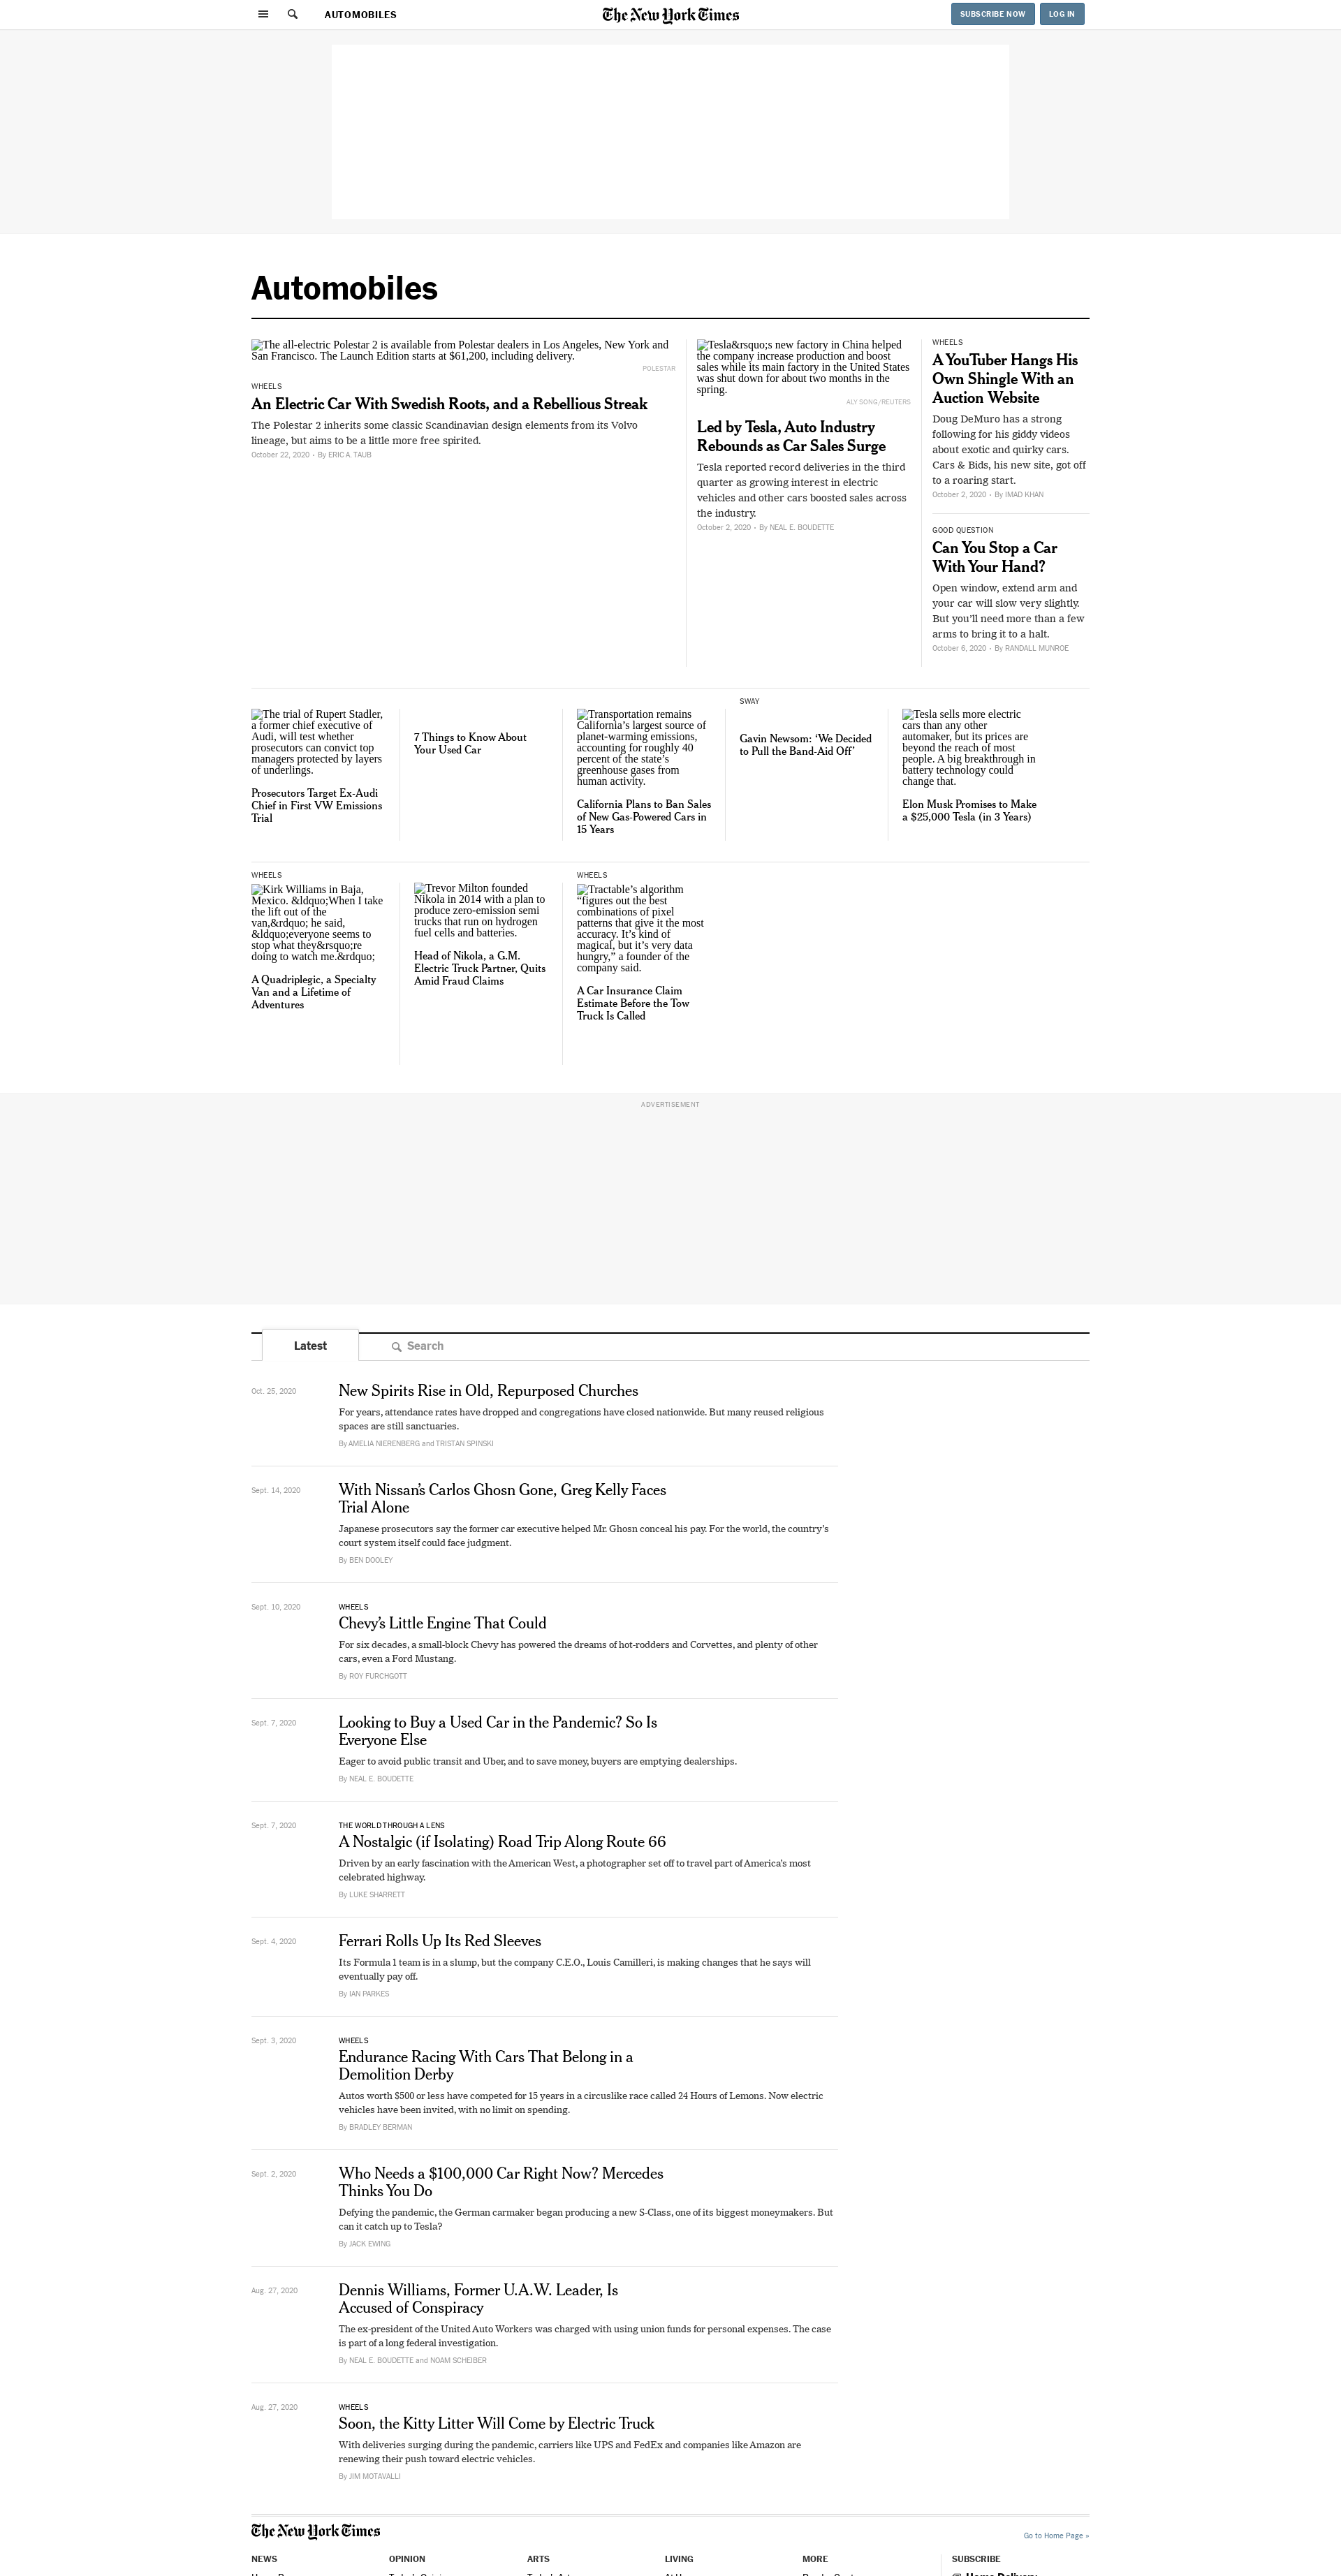 AUTOMOBILES
The New York Times
SUBSCRIBE NOW
LOG IN
Automobiles
The all-electric Polestar 2 is available from Polestar dealers in Los Angeles, New York and
San Francisco. The Launch Edition starts at $61,200, including delivery.
POLESTAR
WHEELS
An Electric Car With Swedish Roots, and a Rebellious Streak
The Polestar 2 inherits some classic Scandinavian design elements from its Volvo
lineage, but aims to be a little more free spirited.
October 22, 2020 · By ERIC A. TAUB
Tesla&rsquo;s new factory in China helped
the company increase production and boost
sales while its main factory in the United States
was shut down for about two months in the
spring.
ALY SONG/REUTERS
Led by Tesla, Auto Industry
Rebounds as Car Sales Surge
Tesla reported record deliveries in the third
quarter as growing interest in electric
vehicles and other cars boosted sales across
the industry.
October 2, 2020 · By NEAL E. BOUDETTE
WHEELS
A YouTuber Hangs His
Own Shingle With an
Auction Website
Doug DeMuro has a strong
following for his giddy videos
about exotic and quirky cars.
Cars & Bids, his new site, got off
to a roaring start.
October 2, 2020 · By IMAD KHAN
GOOD QUESTION
Can You Stop a Car
With Your Hand?
Open window, extend arm and
your car will slow very slightly.
But you’ll need more than a few
arms to bring it to a halt.
October 6, 2020 · By RANDALL MUNROE
The trial of Rupert Stadler,
a former chief executive of
Audi, will test whether
prosecutors can convict top
managers protected by layers
of underlings.
Prosecutors Target Ex-Audi
Chief in First VW Emissions
Trial
7 Things to Know About
Your Used Car
Transportation remains
California’s largest source of
planet-warming emissions,
accounting for roughly 40
percent of the state’s
greenhouse gases from
human activity.
California Plans to Ban Sales
of New Gas-Powered Cars in
15 Years
SWAY
Gavin Newsom: ‘We Decided
to Pull the Band-Aid Off’
Tesla sells more electric
cars than any other
automaker, but its prices are
beyond the reach of most
people. A big breakthrough in
battery technology could
change that.
Elon Musk Promises to Make
a $25,000 Tesla (in 3 Years)
WHEELS
Kirk Williams in Baja,
Mexico. &ldquo;When I take
the lift out of the
van,&rdquo; he said,
&ldquo;everyone seems to
stop what they&rsquo;re
doing to watch me.&rdquo;
A Quadriplegic, a Specialty
Van and a Lifetime of
Adventures
Trevor Milton founded
Nikola in 2014 with a plan to
produce zero-emission semi
trucks that run on hydrogen
fuel cells and batteries.
Head of Nikola, a G.M.
Electric Truck Partner, Quits
Amid Fraud Claims
WHEELS
Tractable’s algorithm
“figures out the best
combinations of pixel
patterns that give it the most
accuracy. It’s kind of
magical, but it’s very data
hungry,” a founder of the
company said.
A Car Insurance Claim
Estimate Before the Tow
Truck Is Called
ADVERTISEMENT
Latest
Search
Oct. 25, 2020
New Spirits Rise in Old, Repurposed Churches
For years, attendance rates have dropped and congregations have closed nationwide. But many reused religious
spaces are still sanctuaries.
By AMELIA NIERENBERG and TRISTAN SPINSKI
Sept. 14, 2020
With Nissan’s Carlos Ghosn Gone, Greg Kelly Faces
Trial Alone
Japanese prosecutors say the former car executive helped Mr. Ghosn conceal his pay. For the world, the country’s
court system itself could face judgment.
By BEN DOOLEY
Sept. 10, 2020
WHEELS
Chevy’s Little Engine That Could
For six decades, a small-block Chevy has powered the dreams of hot-rodders and Corvettes, and plenty of other
cars, even a Ford Mustang.
By ROY FURCHGOTT
Sept. 7, 2020
Looking to Buy a Used Car in the Pandemic? So Is
Everyone Else
Eager to avoid public transit and Uber, and to save money, buyers are emptying dealerships.
By NEAL E. BOUDETTE
Sept. 7, 2020
THE WORLD THROUGH A LENS
A Nostalgic (if Isolating) Road Trip Along Route 66
Driven by an early fascination with the American West, a photographer set off to travel part of America’s most
celebrated highway.
By LUKE SHARRETT
Sept. 4, 2020
Ferrari Rolls Up Its Red Sleeves
Its Formula 1 team is in a slump, but the company C.E.O., Louis Camilleri, is making changes that he says will
eventually pay off.
By IAN PARKES
Sept. 3, 2020
WHEELS
Endurance Racing With Cars That Belong in a
Demolition Derby
Autos worth $500 or less have competed for 15 years in a circuslike race called 24 Hours of Lemons. Now electric
vehicles have been invited, with no limit on spending.
By BRADLEY BERMAN
Sept. 2, 2020
Who Needs a $100,000 Car Right Now? Mercedes
Thinks You Do
Defying the pandemic, the German carmaker began producing a new S-Class, one of its biggest moneymakers. But
can it catch up to Tesla?
By JACK EWING
Aug. 27, 2020
Dennis Williams, Former U.A.W. Leader, Is
Accused of Conspiracy
The ex-president of the United Auto Workers was charged with using union funds for personal expenses. The case
is part of a long federal investigation.
By NEAL E. BOUDETTE and NOAM SCHEIBER
Aug. 27, 2020
WHEELS
Soon, the Kitty Litter Will Come by Electric Truck
With deliveries surging during the pandemic, carriers like UPS and FedEx and companies like Amazon are
renewing their push toward electric vehicles.
By JIM MOTAVALLI
The New York Times
Go to Home Page »
NEWS
OPINION
ARTS
LIVING
MORE
SUBSCRIBE